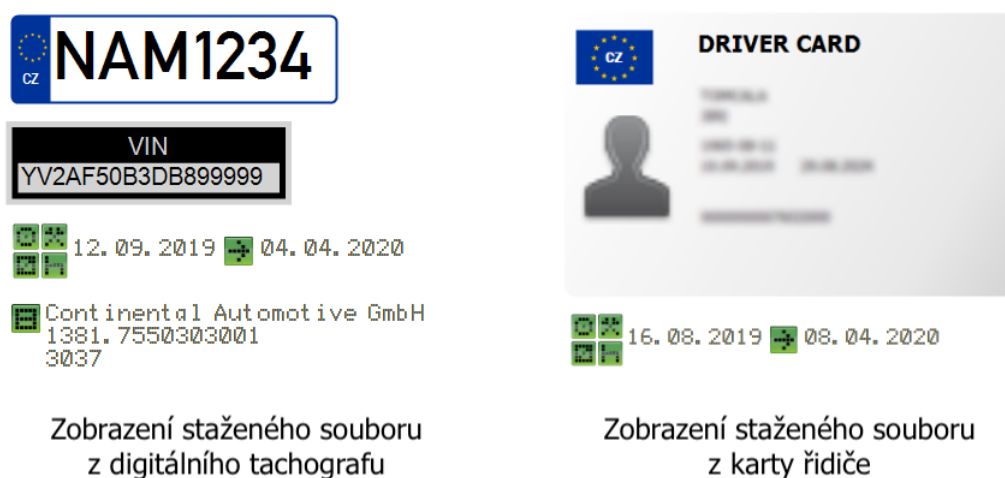 CZ
NAM1234
VIN
YV2AF50B3DB899999
12.09.2019 04.04.2020
Continental Automotive GmbH
1381.7550303001
3037
Zobrazení staženého souboru
z digitálního tachografu
CZ
DRIVER CARD
16.08.2019 08.04.2020
Zobrazení staženého souboru
z karty řidiče